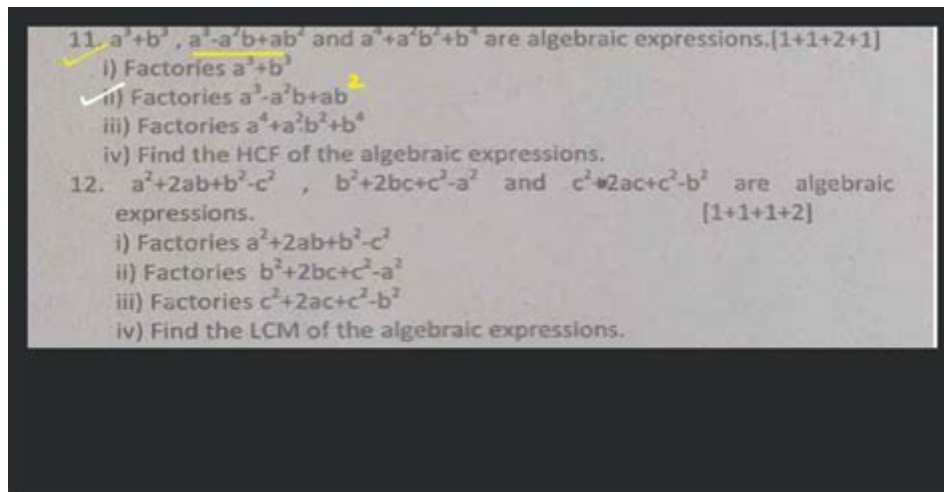 11. a³+b³ , a³-a²b+ab² and a⁴+a²b²+b⁴ are algebraic expressions.[1+1+2+1]
i) Factories a³+b³
ii) Factories a³-a²b+ab²
iii) Factories a⁴+a²b²+b⁴
iv) Find the HCF of the algebraic expressions.
12. a²+2ab+b²-c² , b²+2bc+c²-a² and c²+2ac+c²-b² are algebraic
expressions. [1+1+1+2]
i) Factories a²+2ab+b²-c²
ii) Factories b²+2bc+c²-a²
iii) Factories c²+2ac+c²-b²
iv) Find the LCM of the algebraic expressions.